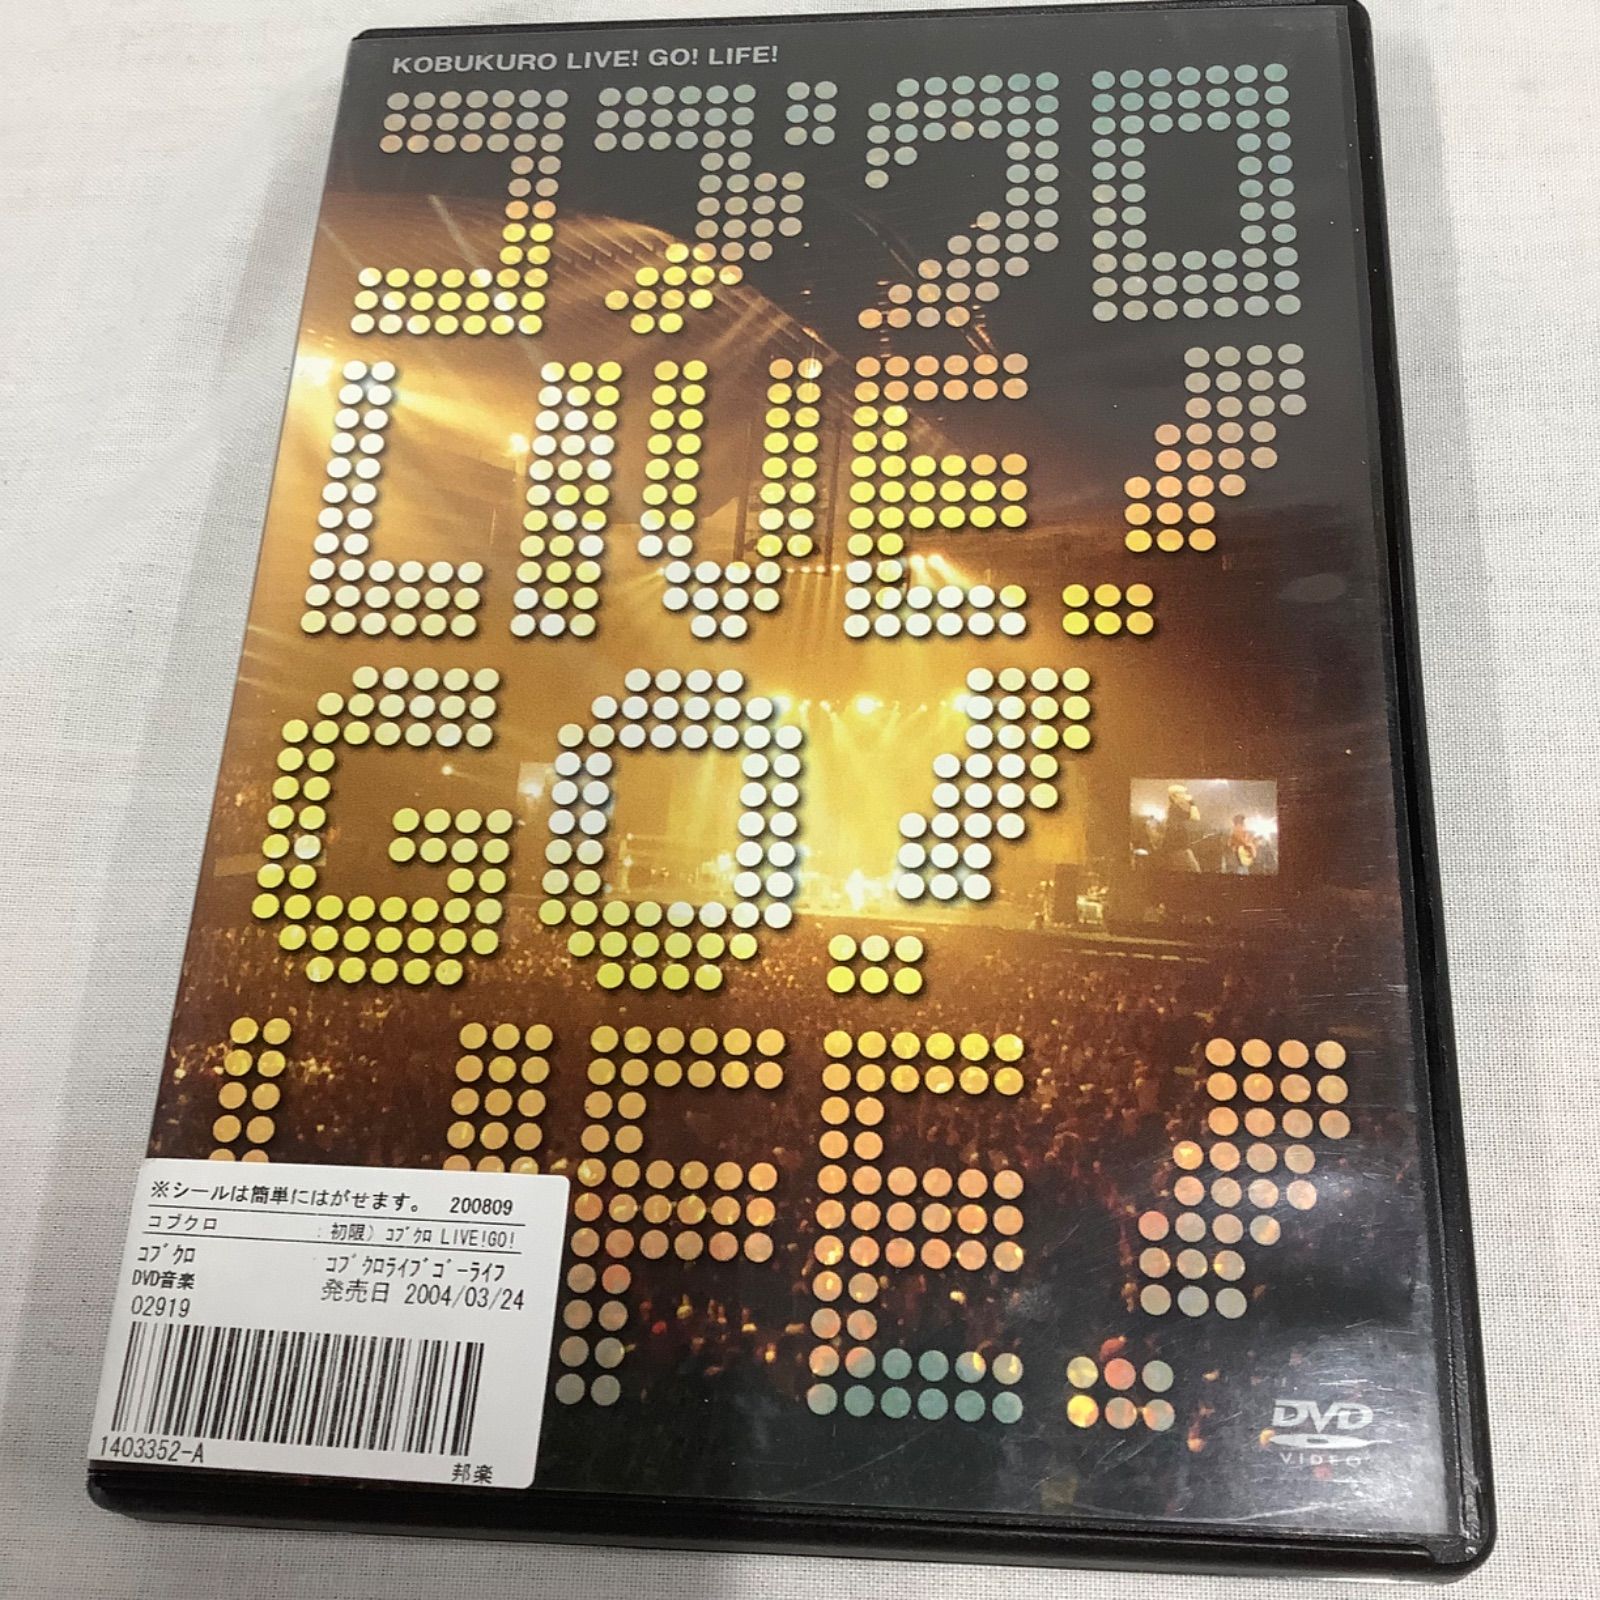 KOBUKURO LIVE! GO! LIFE!
コブクロ
LIVE!
GO!
LIFE!
※シールは簡単にはがせます。 200809
コブクロ :初限) コブクロ LIVE!GO!
コブクロ コブクロライブゴーライフ
DVD音楽 発売日 2004/03/24
02919
1403352-A
邦楽
DVD
VIDEO